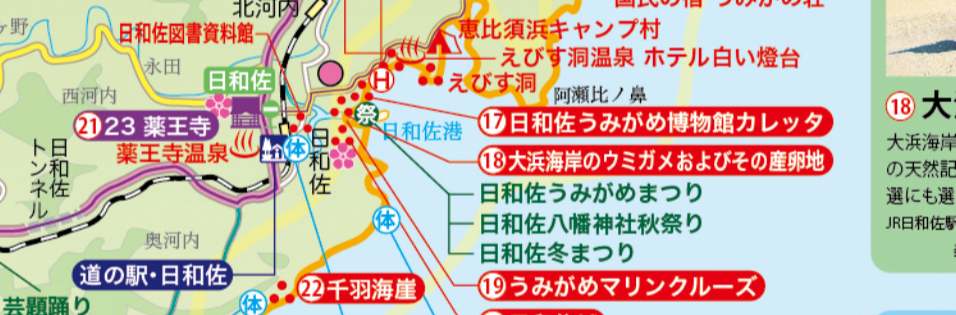 北河内
国民の宿 うみがめ荘
ヶ野
日和佐図書資料館
恵比須浜キャンプ村
えびす洞温泉 ホテル白い燈台
えびす洞
永田
日和佐
H
西河内
阿瀬比ノ鼻
祭
日和佐港
21 23 薬王寺
薬王寺温泉
体
日和佐
17 日和佐うみがめ博物館カレッタ
18 大浜海岸のウミガメおよびその産卵地
日和佐トンネル
日和佐うみがめまつり
日和佐八幡神社秋祭り
日和佐冬まつり
体
奥河内
道の駅・日和佐
22 千羽海崖
19 うみがめマリンクルーズ
体
芸題踊り
18 大
大浜海岸
の天然記
選にも選
JR日和佐駅